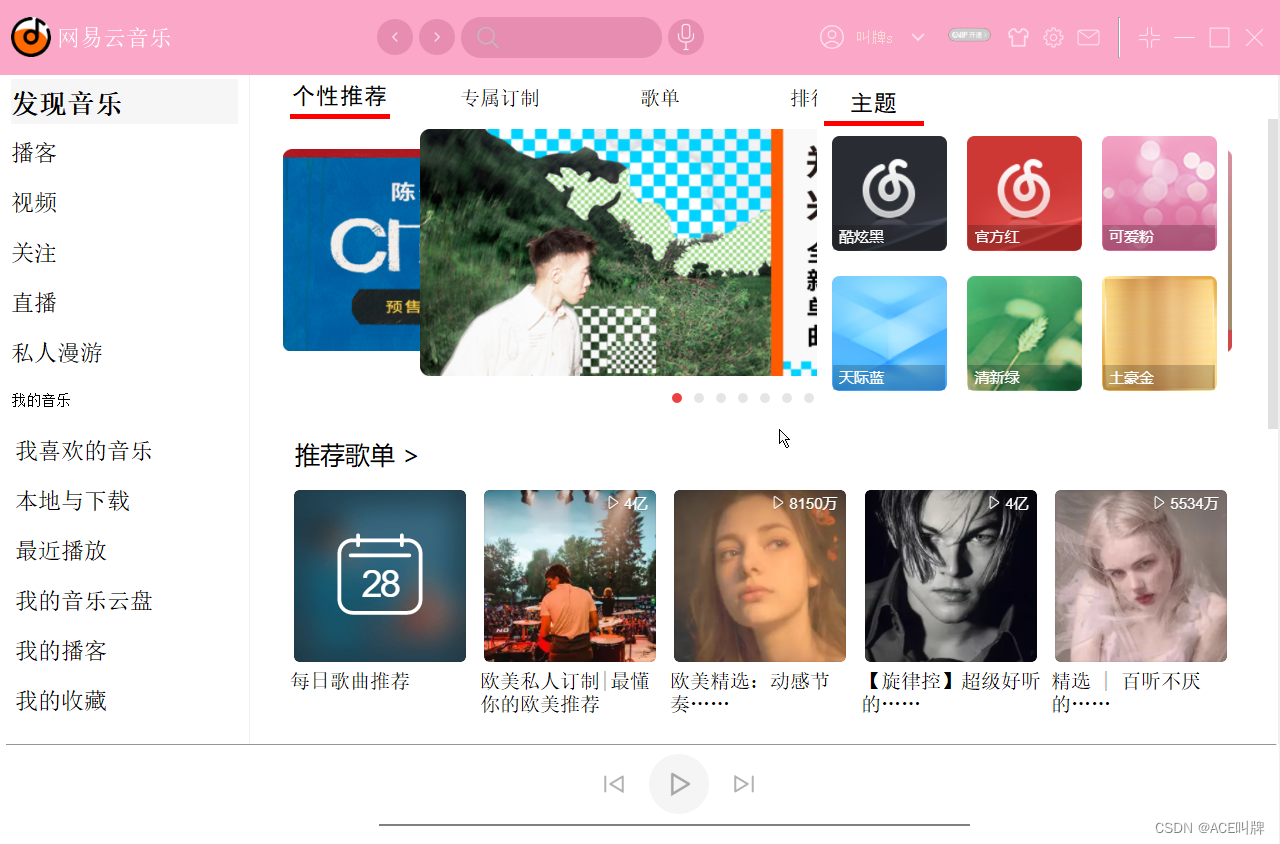 网易云音乐
叫牌s
开通
发现音乐
播客
视频
关注
直播
私人漫游
我的音乐
我喜欢的音乐
本地与下载
最近播放
我的音乐云盘
我的播客
我的收藏
个性推荐
专属订制
歌单
主题
陈
预售
全新单曲
酷炫黑
官方红
可爱粉
天际蓝
清新绿
土豪金
推荐歌单 >
28
4亿
8150万
4亿
5534万
每日歌曲推荐
欧美私人订制|最懂
你的欧美推荐
欧美精选：动感节
奏……
【旋律控】超级好听
的……
精选 | 百听不厌
的……
CSDN @ACE叫牌